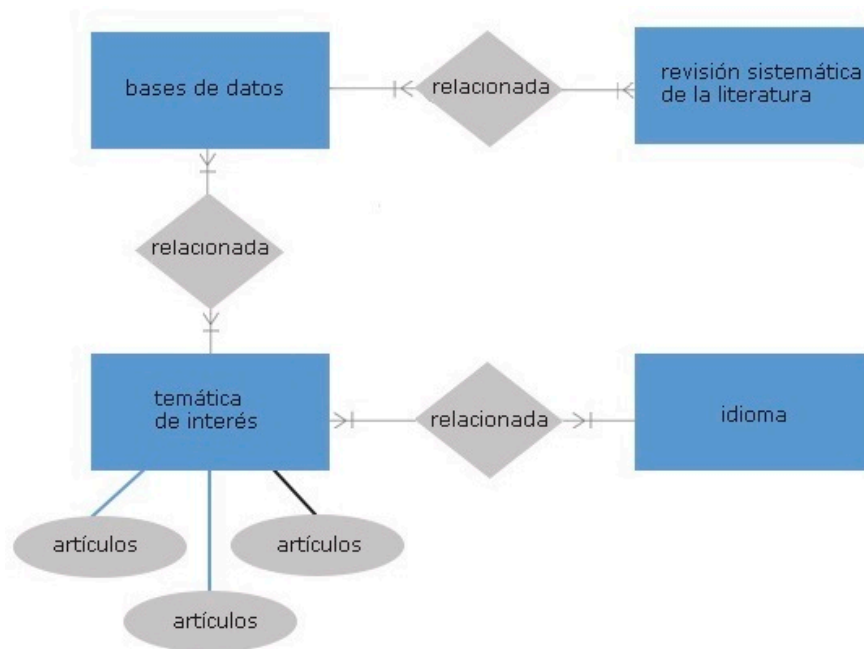 bases de datos
relacionada
revisión sistemática
de la literatura
relacionada
temática
de interés
relacionada
idioma
artículos
artículos
artículos